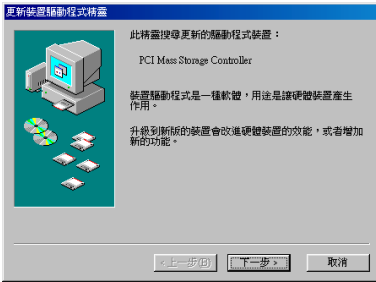 更新裝置驅動程式精靈
此精靈搜尋更新的驅動程式裝置：
PCI Mass Storage Controller
裝置驅動程式是一種軟體，用途是讓硬體裝置產生
作用。
升級到新版的裝置會改進硬體裝置的效能，或者增加
新的功能。
<上一步(B)
下一步 >
取消